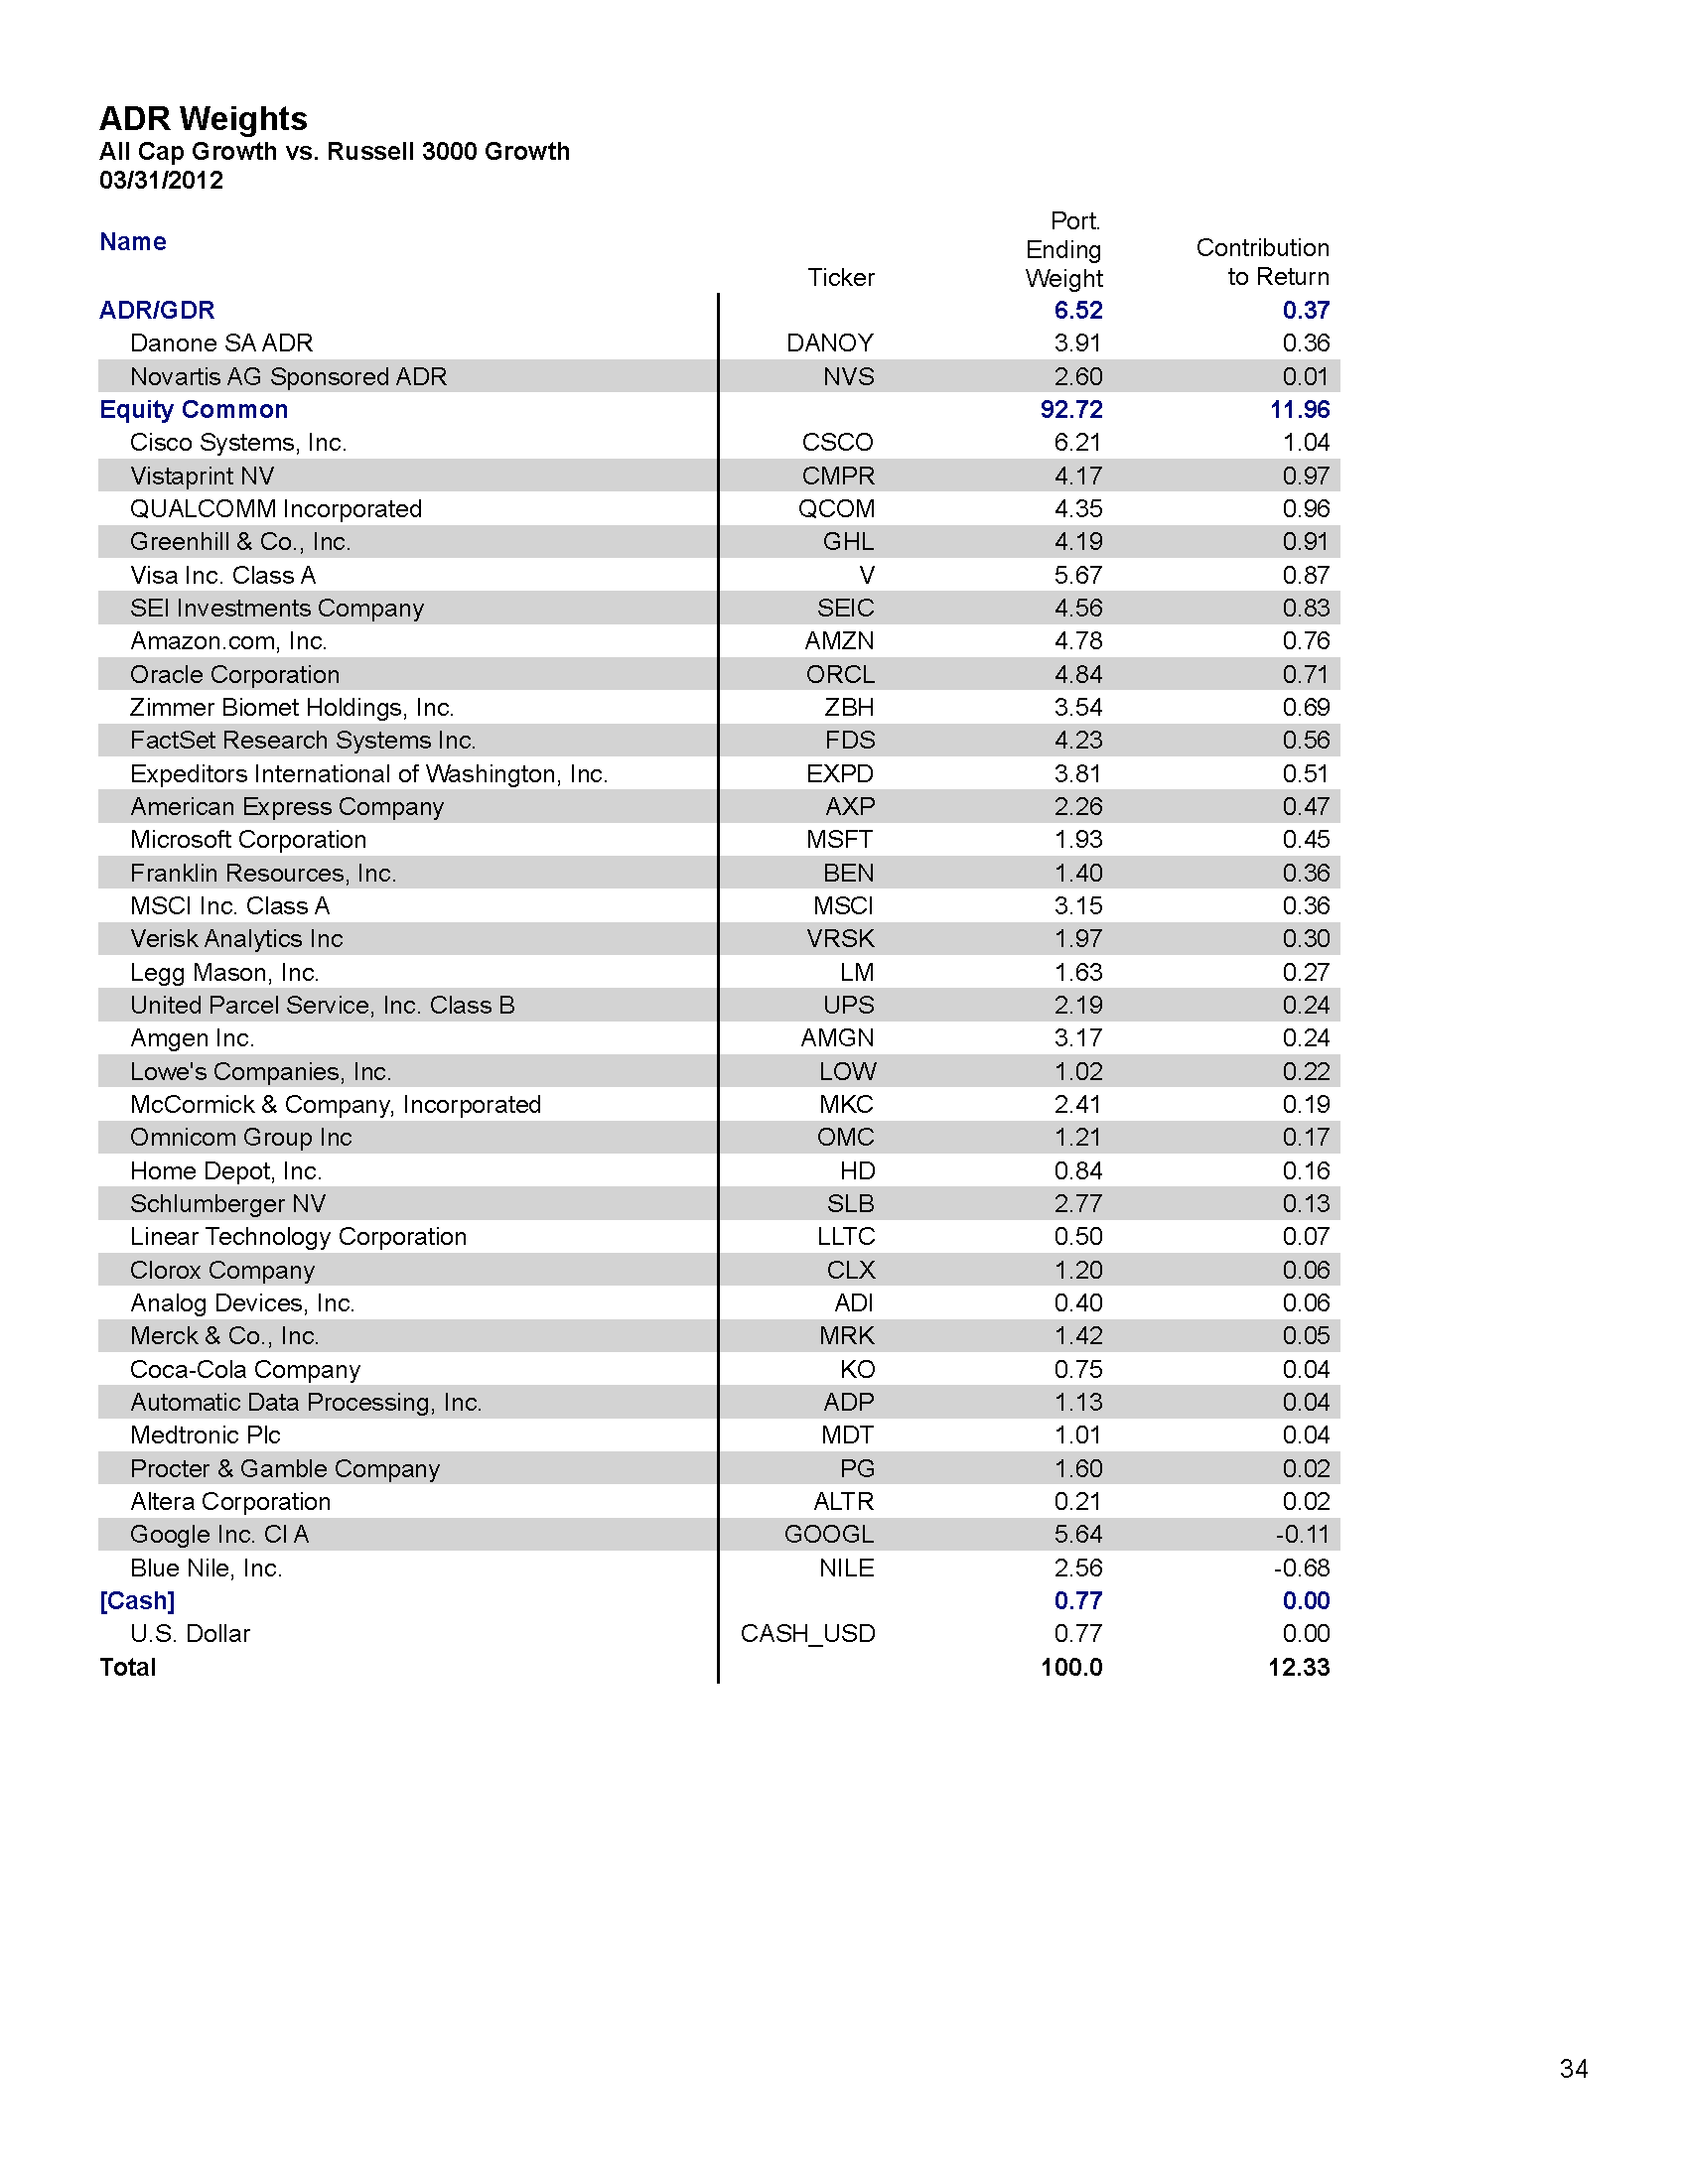 ADR Weights
All Cap Growth vs. Russell 3000 Growth
03/31/2012
Name Ticker Port. Ending Weight Contribution to Return
ADR/GDR 6.52 0.37
Danone SA ADR DANOY 3.91 0.36
Novartis AG Sponsored ADR NVS 2.60 0.01
Equity Common 92.72 11.96
Cisco Systems, Inc. CSCO 6.21 1.04
Vistaprint NV CMPR 4.17 0.97
QUALCOMM Incorporated QCOM 4.35 0.96
Greenhill & Co., Inc. GHL 4.19 0.91
Visa Inc. Class A V 5.67 0.87
SEI Investments Company SEIC 4.56 0.83
Amazon.com, Inc. AMZN 4.78 0.76
Oracle Corporation ORCL 4.84 0.71
Zimmer Biomet Holdings, Inc. ZBH 3.54 0.69
FactSet Research Systems Inc. FDS 4.23 0.56
Expeditors International of Washington, Inc. EXPD 3.81 0.51
American Express Company AXP 2.26 0.47
Microsoft Corporation MSFT 1.93 0.45
Franklin Resources, Inc. BEN 1.40 0.36
MSCI Inc. Class A MSCI 3.15 0.36
Verisk Analytics Inc VRSK 1.97 0.30
Legg Mason, Inc. LM 1.63 0.27
United Parcel Service, Inc. Class B UPS 2.19 0.24
Amgen Inc. AMGN 3.17 0.24
Lowe's Companies, Inc. LOW 1.02 0.22
McCormick & Company, Incorporated MKC 2.41 0.19
Omnicom Group Inc OMC 1.21 0.17
Home Depot, Inc. HD 0.84 0.16
Schlumberger NV SLB 2.77 0.13
Linear Technology Corporation LLTC 0.50 0.07
Clorox Company CLX 1.20 0.06
Analog Devices, Inc. ADI 0.40 0.06
Merck & Co., Inc. MRK 1.42 0.05
Coca-Cola Company KO 0.75 0.04
Automatic Data Processing, Inc. ADP 1.13 0.04
Medtronic Plc MDT 1.01 0.04
Procter & Gamble Company PG 1.60 0.02
Altera Corporation ALTR 0.21 0.02
Google Inc. Cl A GOOGL 5.64 -0.11
Blue Nile, Inc. NILE 2.56 -0.68
[Cash] 0.77 0.00
U.S. Dollar CASH_USD 0.77 0.00
Total 100.0 12.33
34